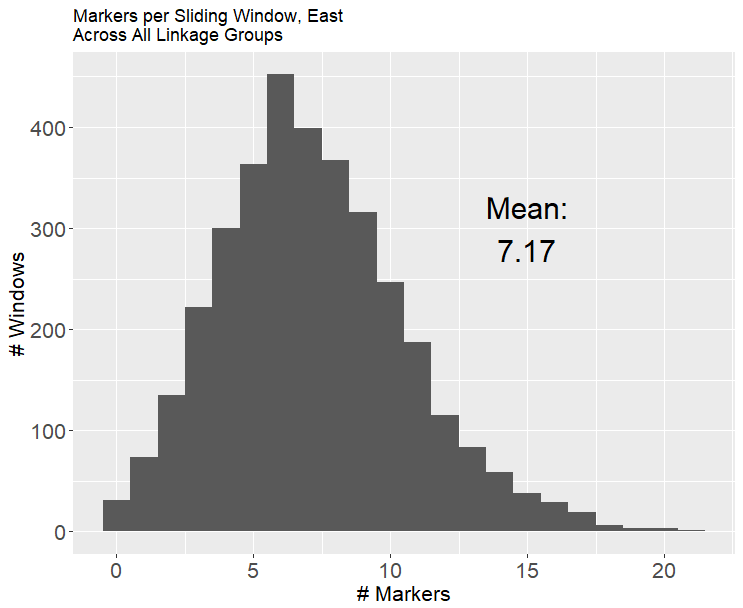 Markers per Sliding Window, East
Across All Linkage Groups
400
300
200
100
0
# Windows
Mean:
7.17
0 5 10 15 20
# Markers